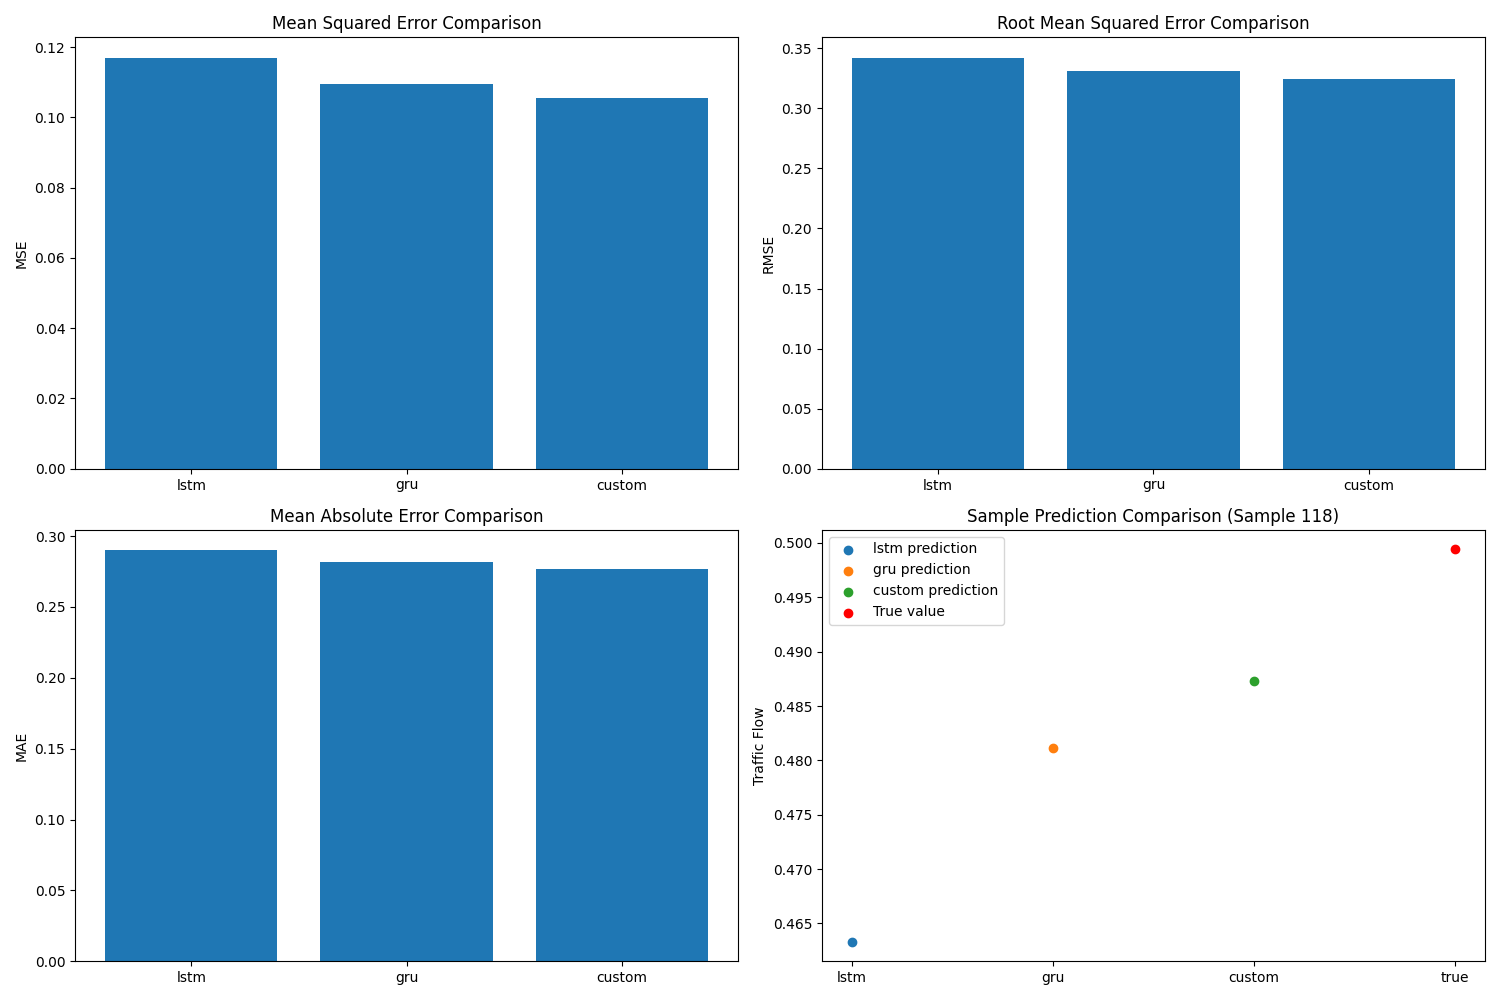 Mean Squared Error Comparison
0.12
0.10
0.08
0.06
0.04
0.02
0.00
MSE
lstm gru custom
Root Mean Squared Error Comparison
0.35
0.30
0.25
0.20
0.15
0.10
0.05
0.00
RMSE
lstm gru custom
Mean Absolute Error Comparison
0.30
0.25
0.20
0.15
0.10
0.05
0.00
MAE
lstm gru custom
Sample Prediction Comparison (Sample 118)
0.500
0.495
0.490
0.485
0.480
0.475
0.470
0.465
Traffic Flow
lstm prediction
gru prediction
custom prediction
True value
lstm gru custom true